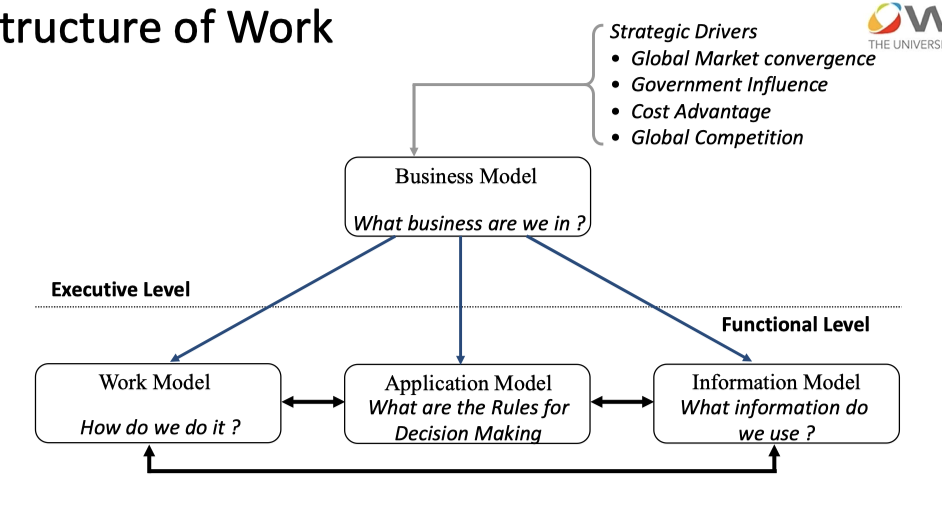 tructure of Work
Strategic Drivers
• Global Market convergence
• Government Influence
• Cost Advantage
• Global Competition
THE UNIVERS
Business Model
What business are we in ?
Executive Level
Functional Level
Work Model
How do we do it ?
Application Model
What are the Rules for
Decision Making
Information Model
What information do
we use ?